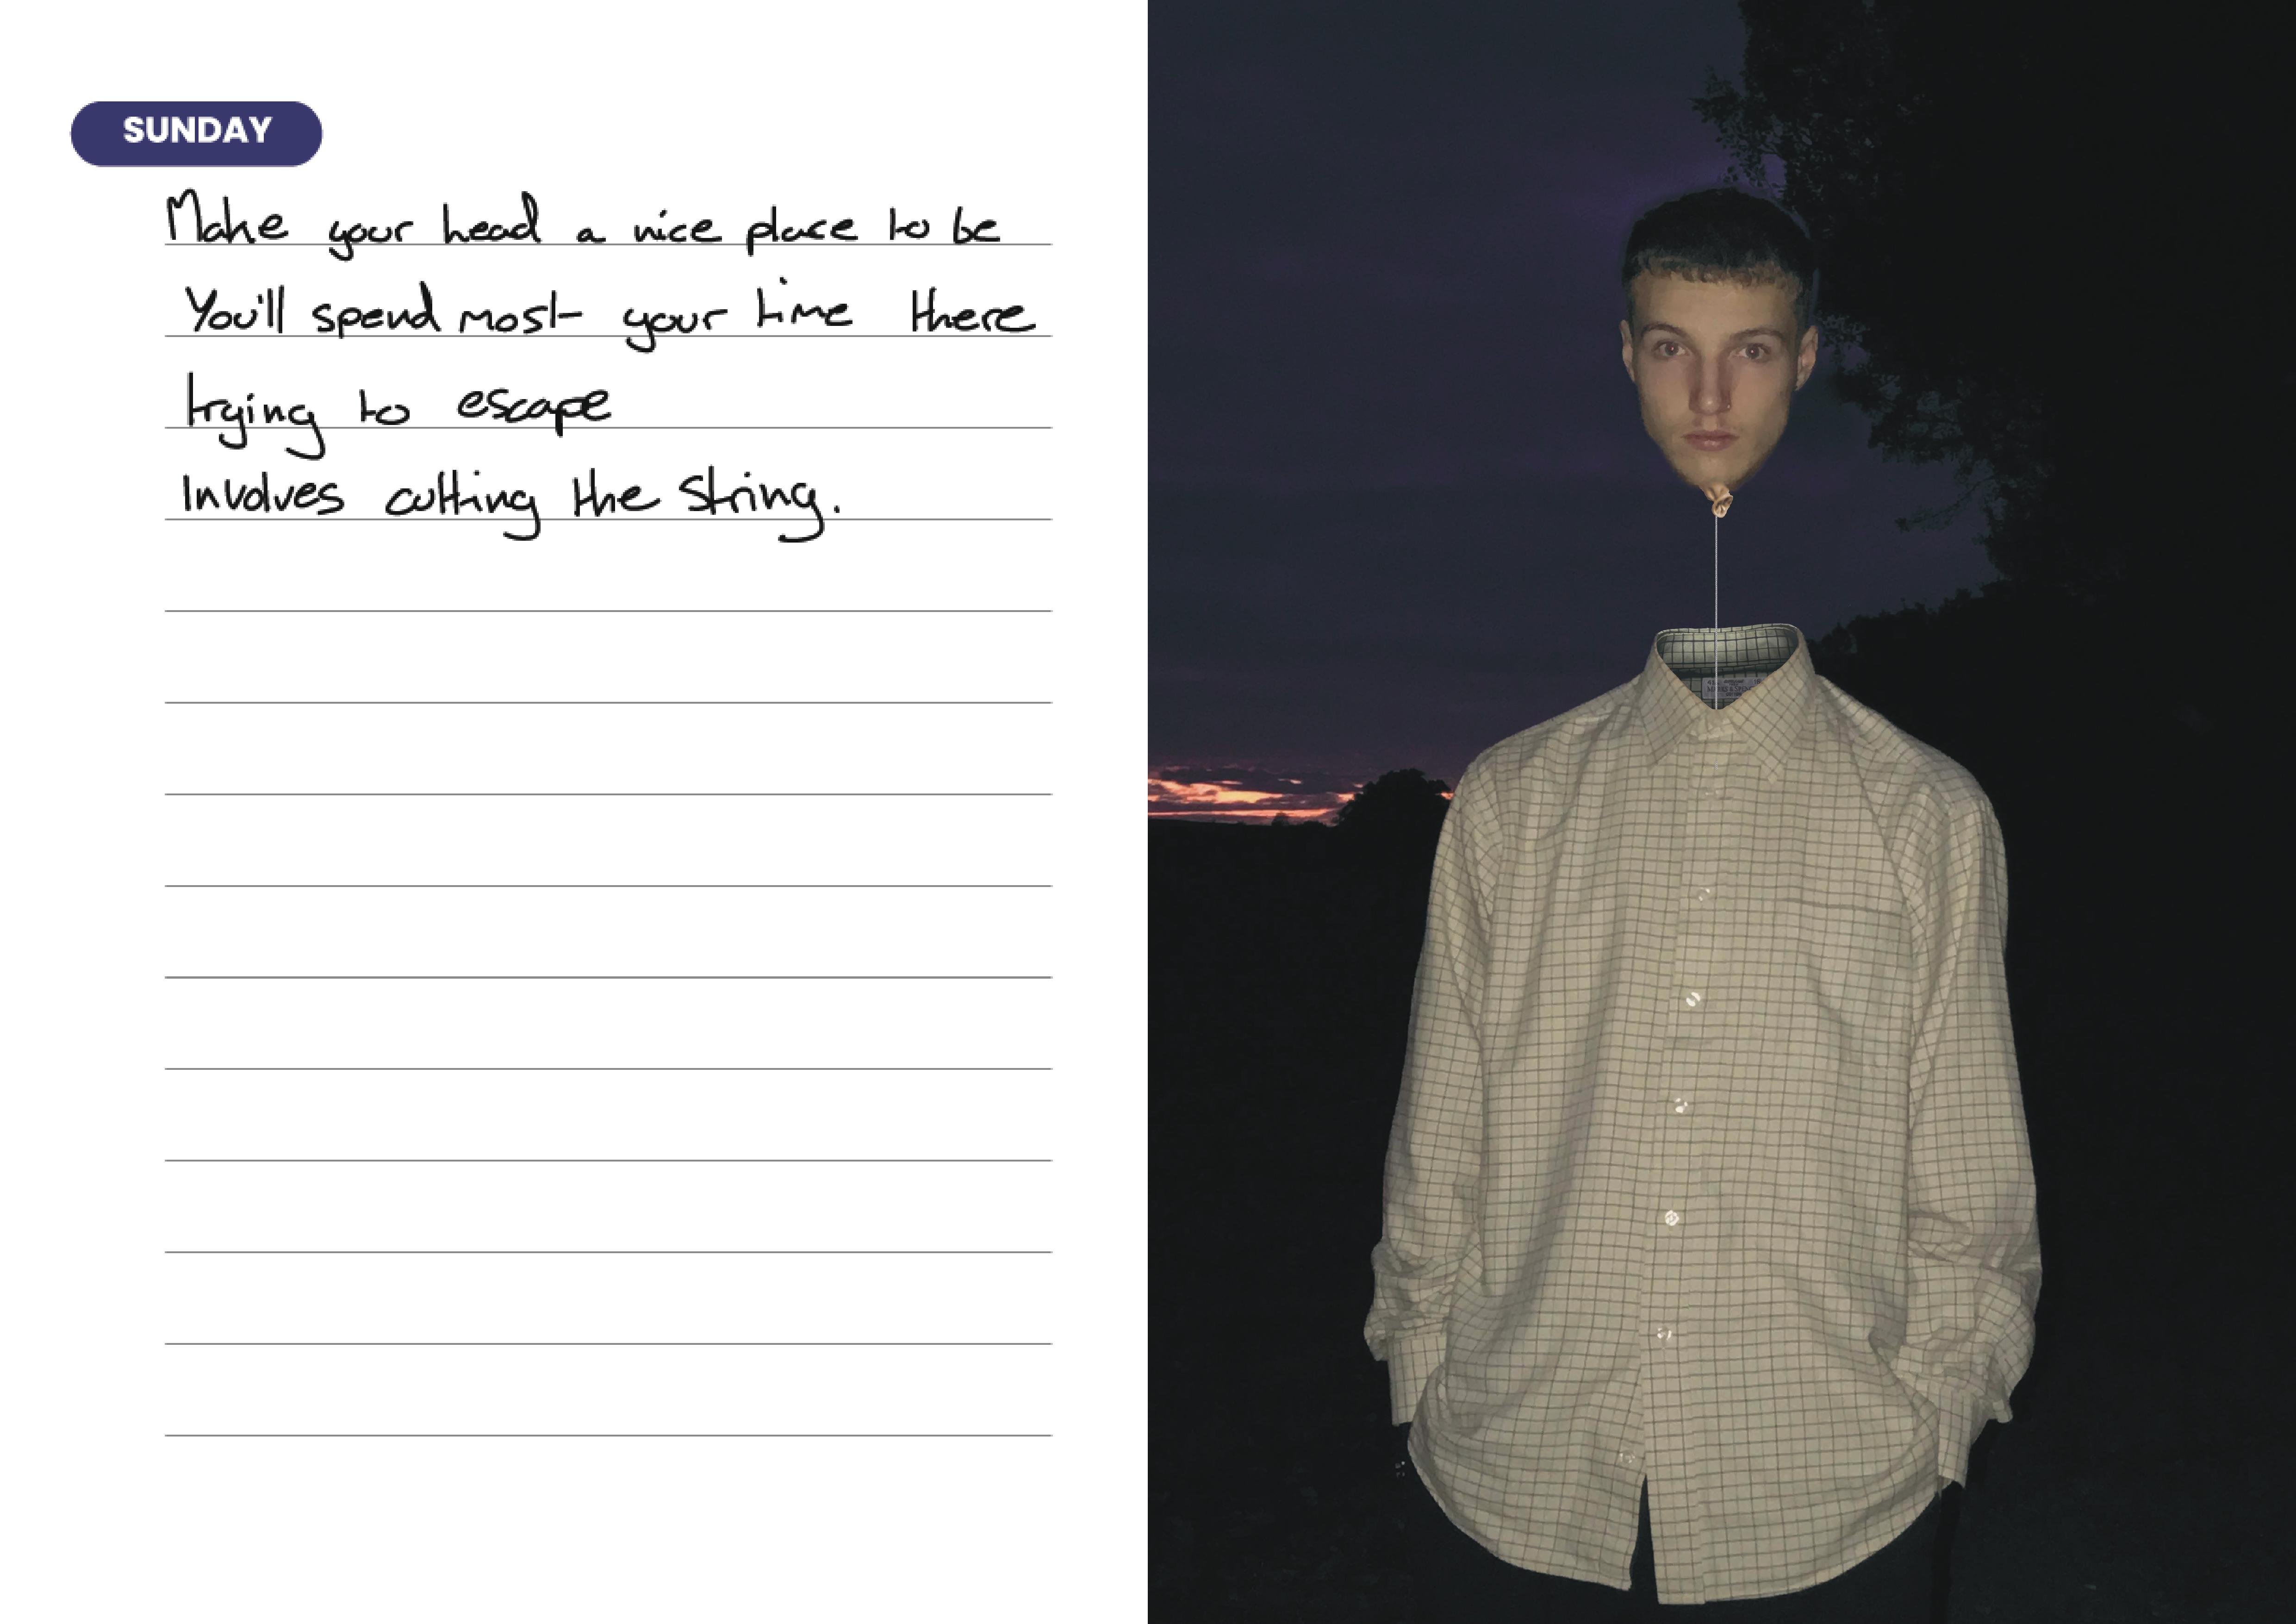 SUNDAY
Make your head a nice place to be
You'll spend most your time there
trying to escape
Involves cutting the string.